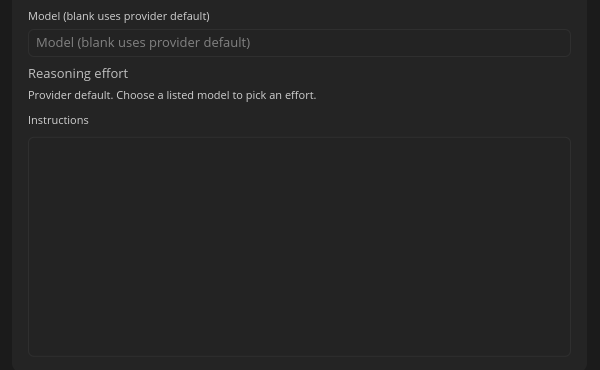 Model (blank uses provider default)
Model (blank uses provider default)
Reasoning effort
Provider default. Choose a listed model to pick an effort.
Instructions